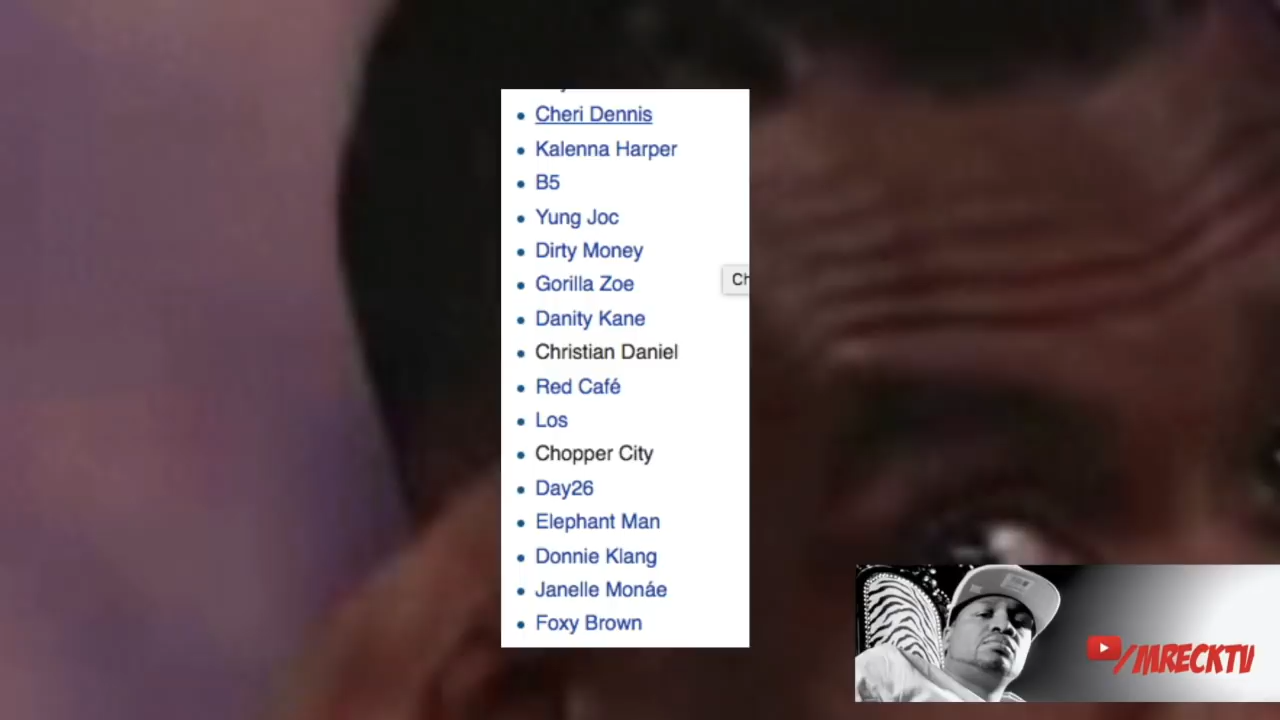 Cheri Dennis
Kalenna Harper
B5
Yung Joc
Dirty Money
Gorilla Zoe
Ch
Danity Kane
Christian Daniel
Red Café
Los
Chopper City
Day26
Elephant Man
Donnie Klang
Janelle Monáe
Foxy Brown
/MRECKTV